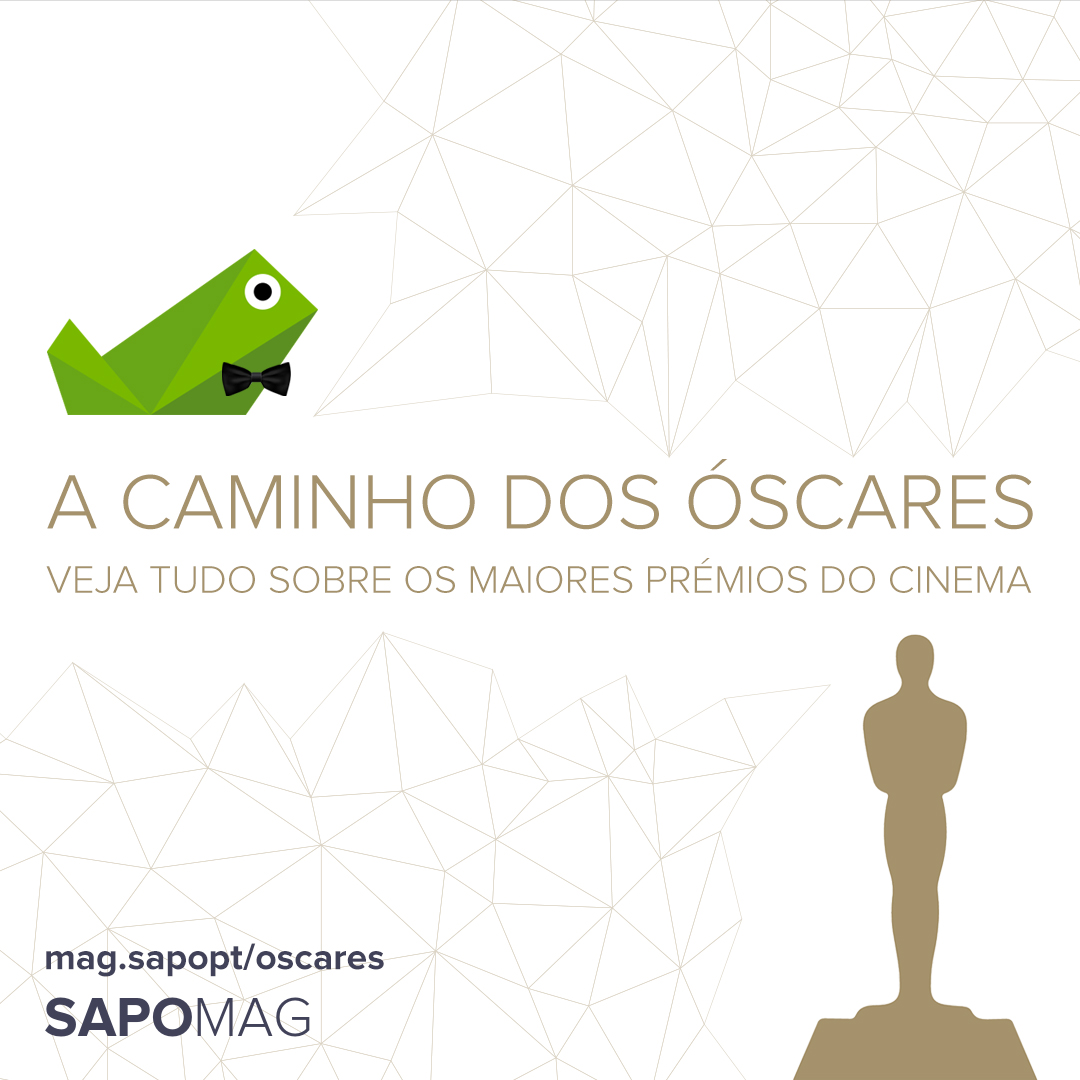 A CAMINHO DOS ÓSCARES
VEJA TUDO SOBRE OS MAIORES PRÉMIOS DO CINEMA
mag.sapopt/oscares
SAPOMAG